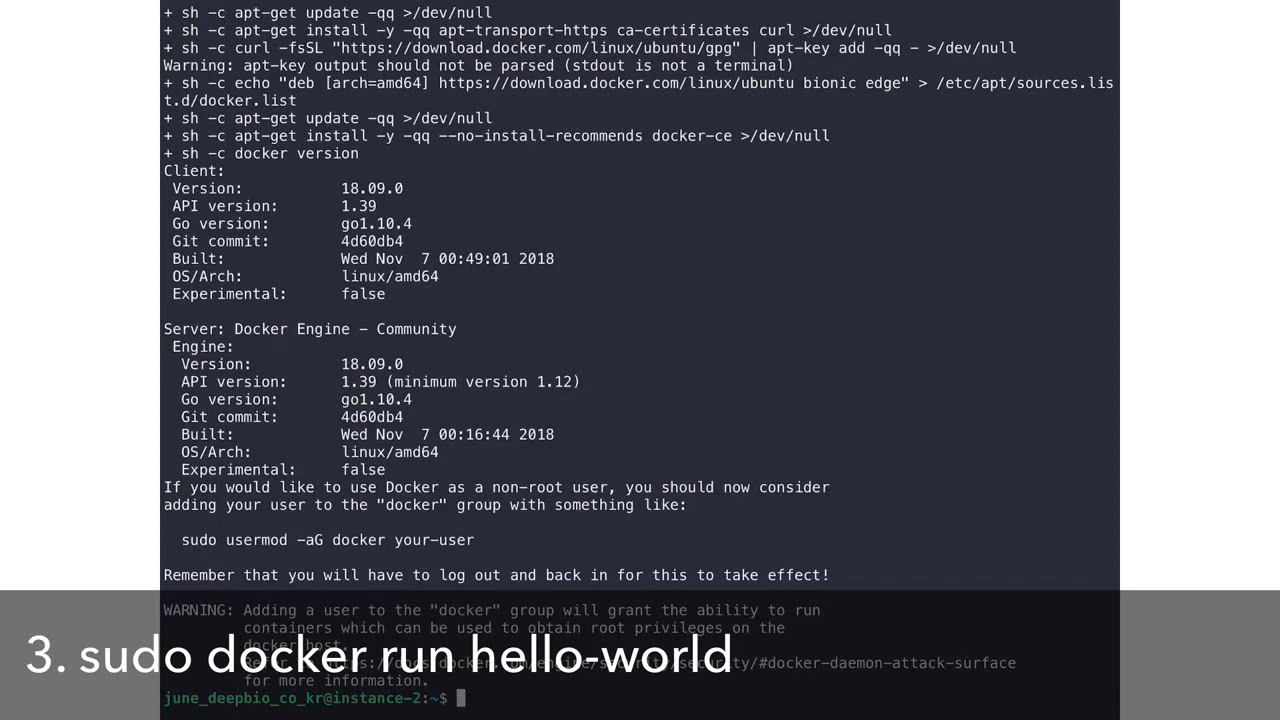 + sh -c apt-get update -qq >/dev/null
+ sh -c apt-get install -y -qq apt-transport-https ca-certificates curl >/dev/null
+ sh -c curl -fsSL "https://download.docker.com/linux/ubuntu/gpg" | apt-key add -qq - >/dev/null
Warning: apt-key output should not be parsed (stdout is not a terminal)
+ sh -c echo "deb [arch=amd64] https://download.docker.com/linux/ubuntu bionic edge" > /etc/apt/sources.lis
t.d/docker.list
+ sh -c apt-get update -qq >/dev/null
+ sh -c apt-get install -y -qq --no-install-recommends docker-ce >/dev/null
+ sh -c docker version
Client:
Version: 18.09.0
API version: 1.39
Go version: go1.10.4
Git commit: 4d60db4
Built: Wed Nov 7 00:49:01 2018
OS/Arch: linux/amd64
Experimental: false
Server: Docker Engine - Community
Engine:
Version: 18.09.0
API version: 1.39 (minimum version 1.12)
Go version: go1.10.4
Git commit: 4d60db4
Built: Wed Nov 7 00:16:44 2018
OS/Arch: linux/amd64
Experimental: false
If you would like to use Docker as a non-root user, you should now consider
adding your user to the "docker" group with something like:
sudo usermod -aG docker your-user
Remember that you will have to log out and back in for this to take effect!
WARNING: Adding a user to the "docker" group will grant the ability to run
containers which can be used to obtain root privileges on the
docker host.
3. sudo docker run hello-world
/#docker-daemon-attack-surface
for more information.
june_deepbio_co_kr@instance-2:~$